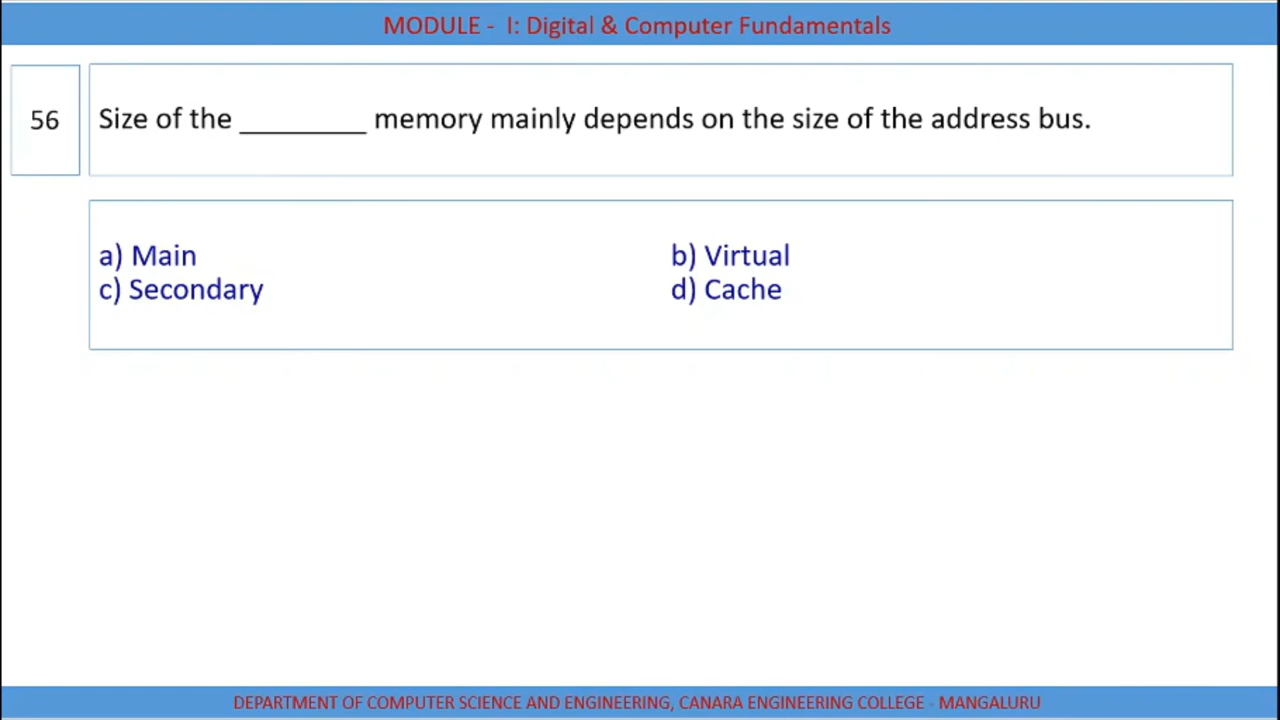 MODULE - I: Digital & Computer Fundamentals
56
Size of the _________ memory mainly depends on the size of the address bus.
a) Main
b) Virtual
c) Secondary
d) Cache
DEPARTMENT OF COMPUTER SCIENCE AND ENGINEERING, CANARA ENGINEERING COLLEGE - MANGALURU